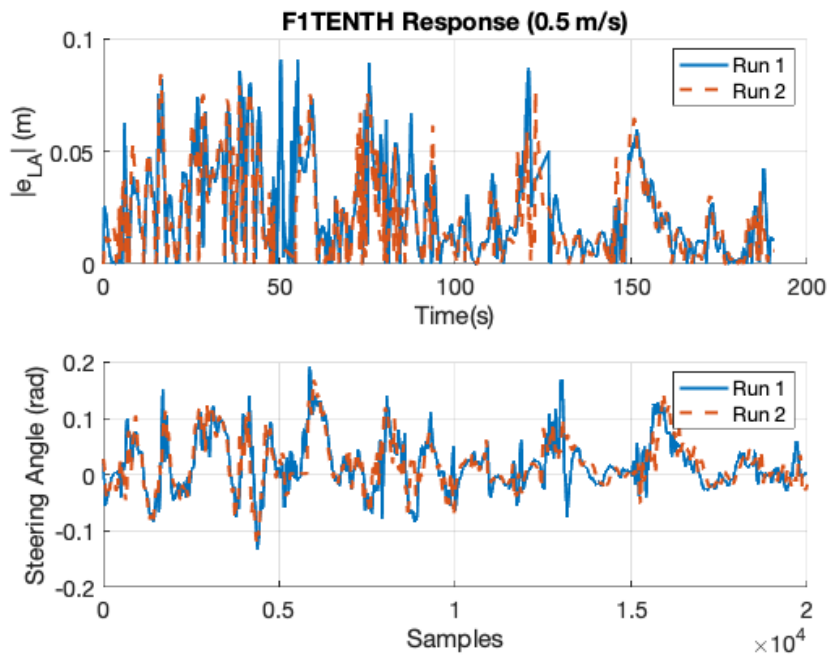 F1TENTH Response (0.5 m/s)
0.1
0.05
0
|e_LA| (m)
Run 1
Run 2
0
50
100
150
200
Time(s)
0.2
0.1
0
-0.1
-0.2
Steering Angle (rad)
Run 1
Run 2
0
0.5
1
1.5
2
×10⁴
Samples